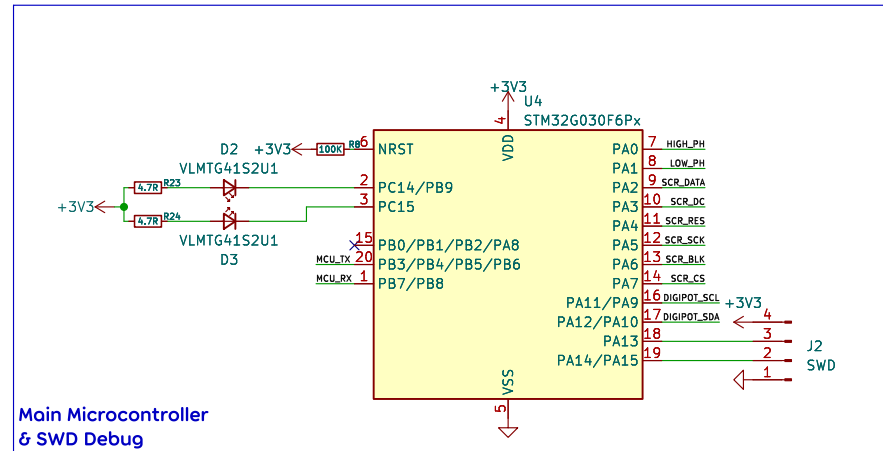 +3V3
U4
STM32G030F6Px
4
VDD
D2
VLMTG41S2U1
+3V3
100K
R8
6
NRST
4.7R
R23
2
PC14/PB9
+3V3
4.7R
R24
3
PC15
VLMTG41S2U1
D3
15
PB0/PB1/PB2/PA8
MCU_TX
20
PB3/PB4/PB5/PB6
MCU_RX
1
PB7/PB8
PA0
7
HIGH_PH
PA1
8
LOW_PH
PA2
9
SCR_DATA
PA3
10
SCR_DC
PA4
11
SCR_RES
PA5
12
SCR_SCK
PA6
13
SCR_BLK
PA7
14
SCR_CS
PA11/PA9
16
DIGIPOT_SCL
PA12/PA10
17
DIGIPOT_SDA
PA13
18
PA14/PA15
19
+3V3
4
3
2
1
J2
SWD
VSS
5
Main Microcontroller
& SWD Debug